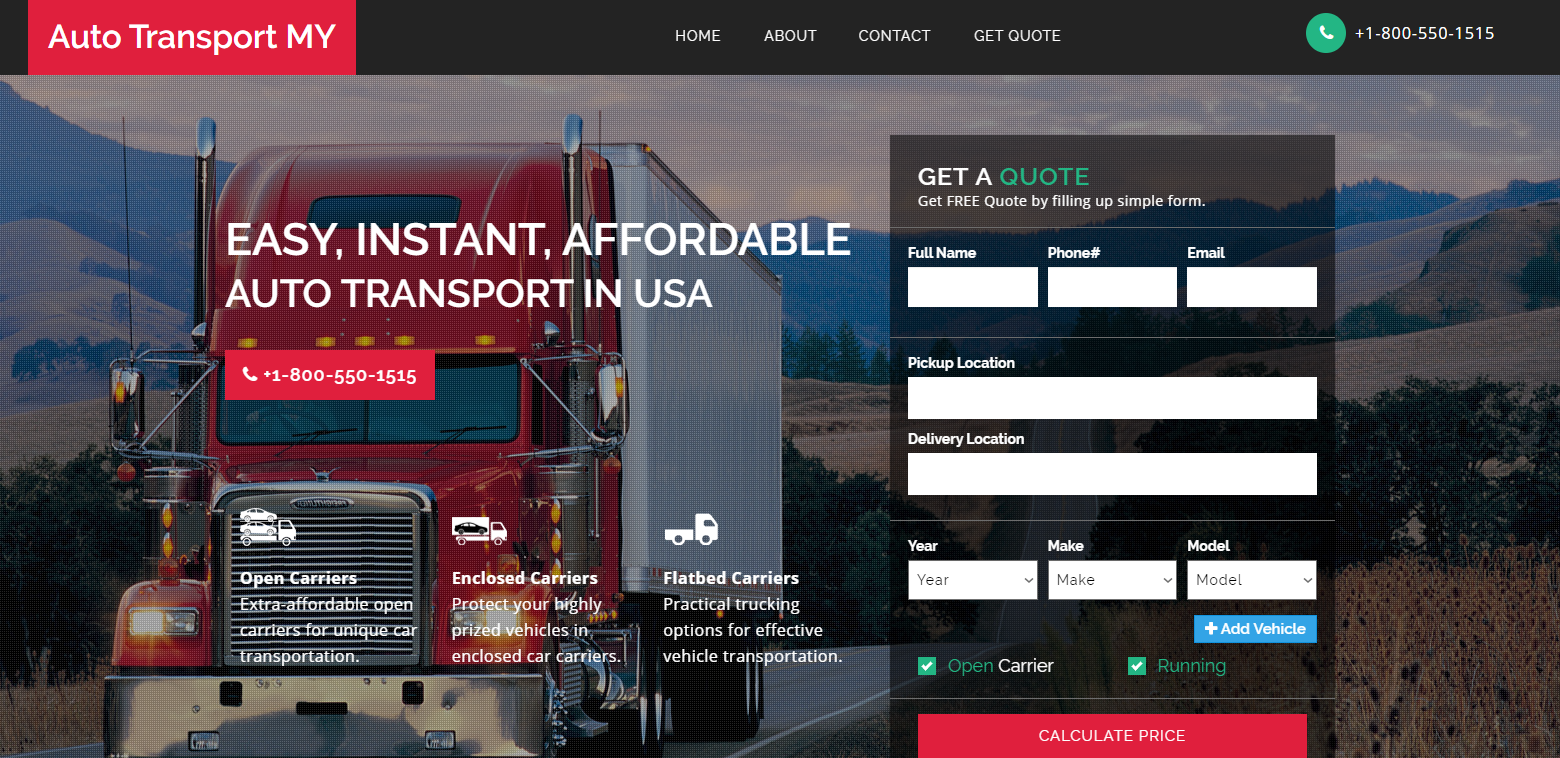 Auto Transport MY
HOME
ABOUT
CONTACT
GET QUOTE
+1-800-550-1515
EASY, INSTANT, AFFORDABLE
AUTO TRANSPORT IN USA
+1-800-550-1515
Open Carriers
Extra-affordable open
carriers for unique car
transportation.
Enclosed Carriers
Protect your highly
prized vehicles in
enclosed car carriers.
Flatbed Carriers
Practical trucking
options for effective
vehicle transportation.
GET A QUOTE
Get FREE Quote by filling up simple form.
Full Name
Phone#
Email
Pickup Location
Delivery Location
Year
Make
Model
Year
Make
Model
Add Vehicle
Open Carrier
Running
CALCULATE PRICE